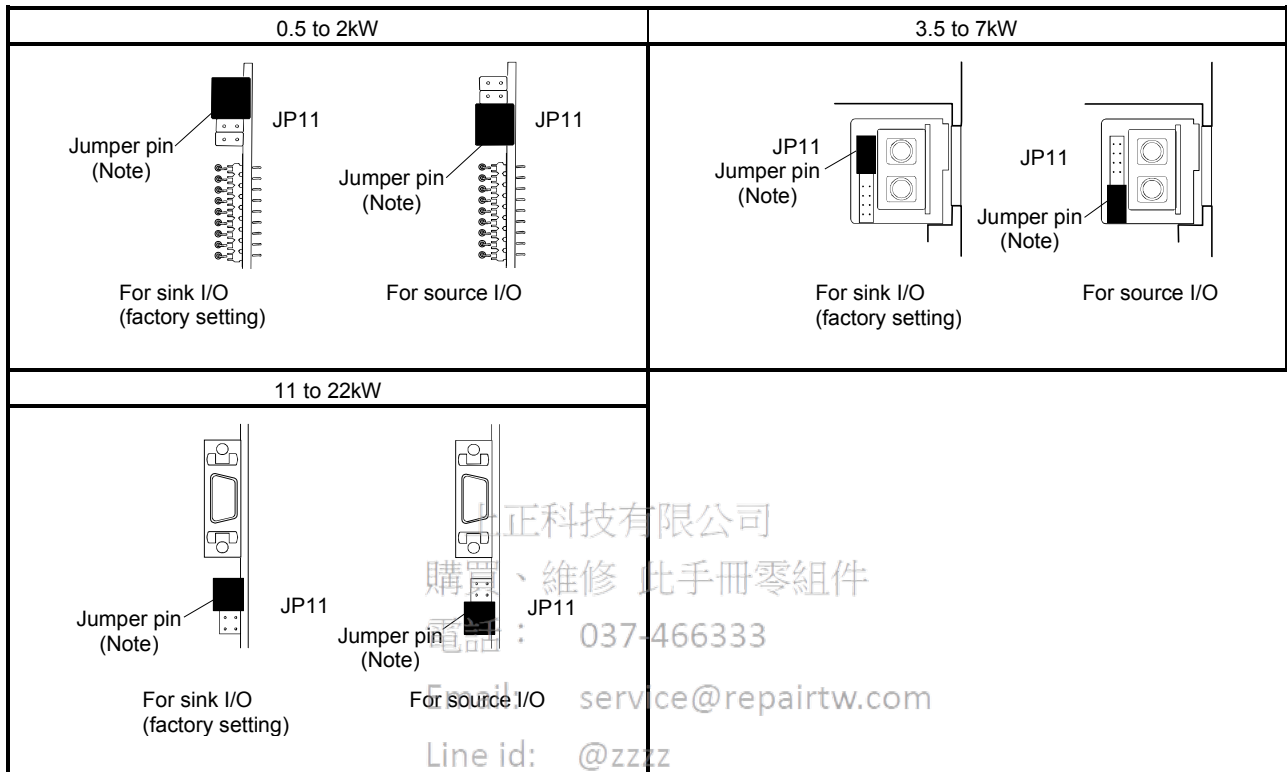 0.5 to 2kW
3.5 to 7kW
Jumper pin
(Note)
JP11
For sink I/O
(factory setting)
Jumper pin
(Note)
JP11
For source I/O
JP11
Jumper pin
(Note)
For sink I/O
(factory setting)
JP11
Jumper pin
(Note)
For source I/O
11 to 22kW
Jumper pin
(Note)
JP11
For sink I/O
(factory setting)
Jumper pin
(Note)
JP11
For source I/O
上正科技有限公司
購買、維修 此手冊零組件
電話： 037-466333
Email: service@repairtw.com
Line id: @zzzz